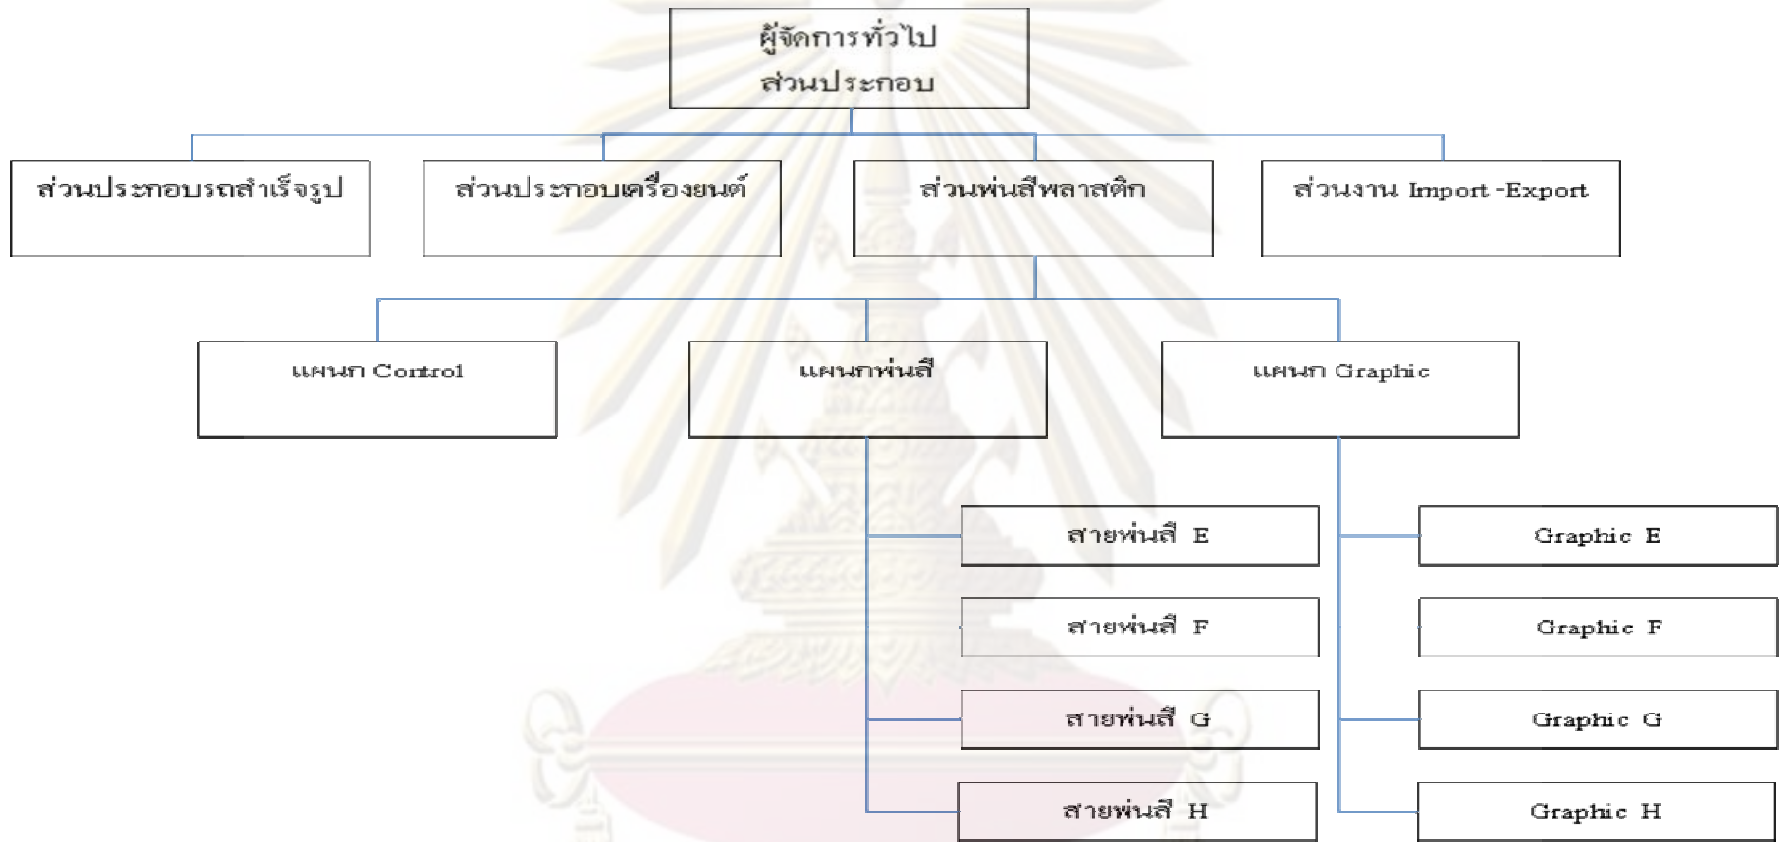 ผู้จัดการทั่วไป
ส่วนประกอบ
ส่วนประกอบรถสำเร็จรูป
ส่วนประกอบเครื่องยนต์
ส่วนพ่นสีพลาสติก
ส่วนงาน Import -Export
แผนก Control
แผนกพ่นสี
แผนก Graphic
สายพ่นสี E
Graphic E
สายพ่นสี F
Graphic F
สายพ่นสี G
Graphic G
สายพ่นสี H
Graphic H